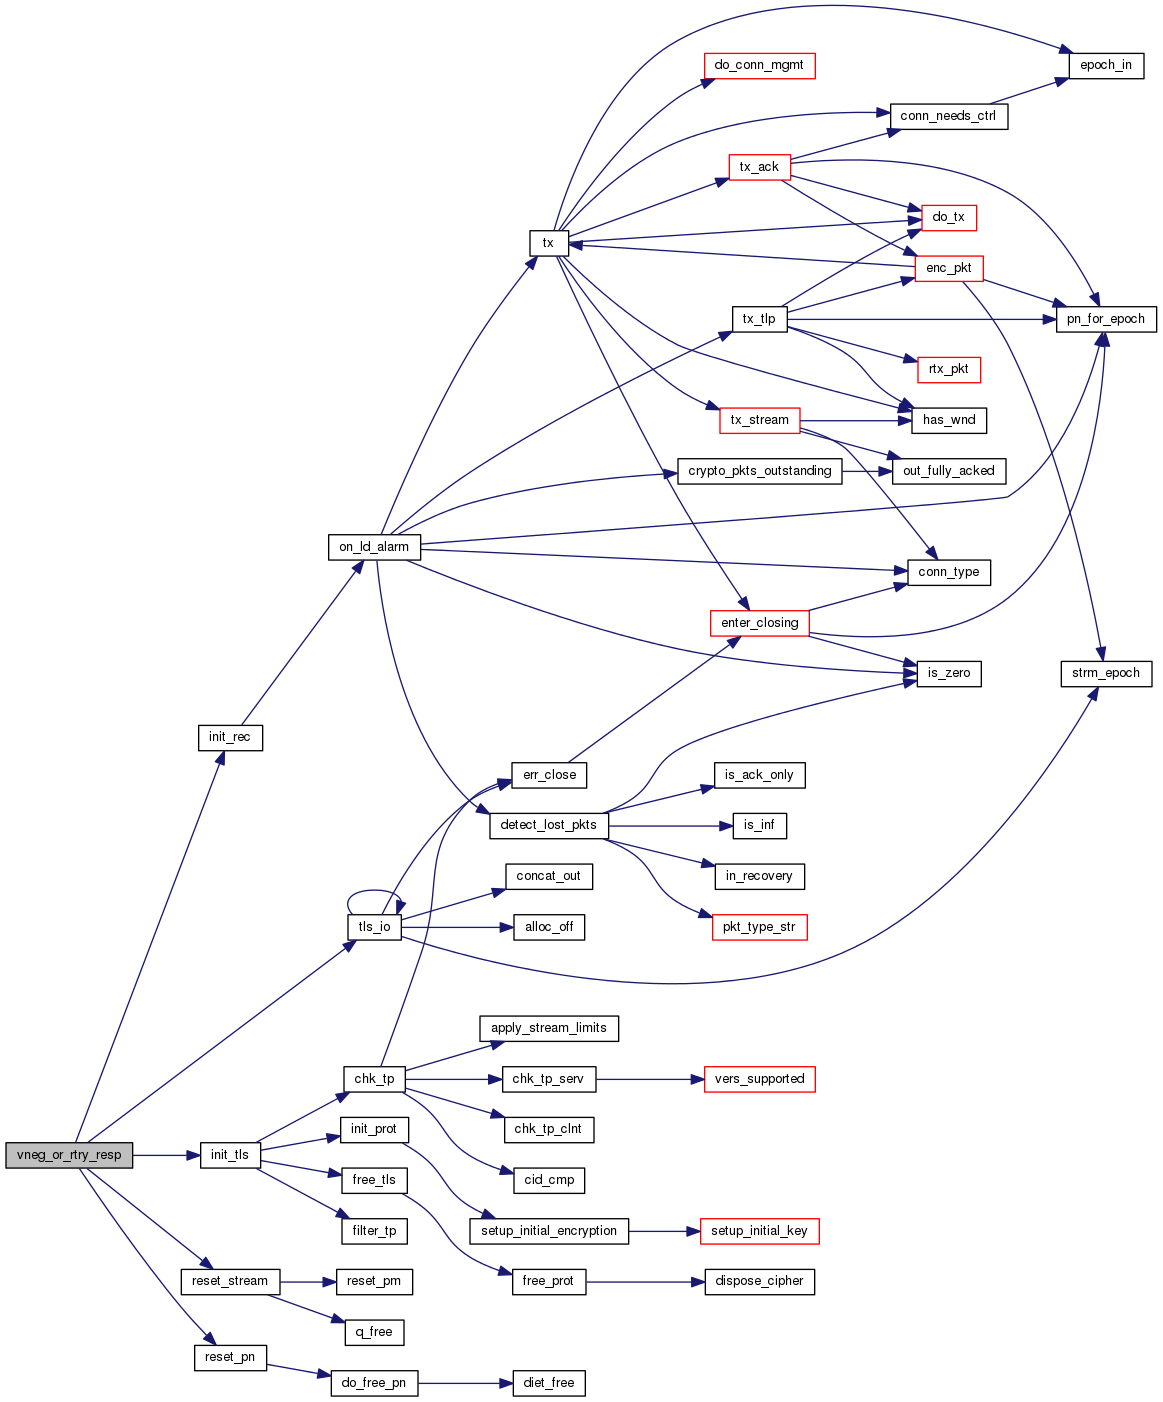 epoch_in
do_conn_mgmt
conn_needs_ctrl
tx_ack
do_tx
tx
enc_pkt
tx_tlp
pn_for_epoch
rtx_pkt
tx_stream
has_wnd
crypto_pkts_outstanding
out_fully_acked
on_ld_alarm
conn_type
enter_closing
is_zero
strm_epoch
init_rec
err_close
is_ack_only
detect_lost_pkts
is_inf
concat_out
in_recovery
tls_io
alloc_off
pkt_type_str
apply_stream_limits
chk_tp
chk_tp_serv
vers_supported
init_prot
chk_tp_clnt
vneg_or_rtry_resp
init_tls
free_tls
cid_cmp
filter_tp
setup_initial_encryption
setup_initial_key
reset_stream
reset_pm
free_prot
dispose_cipher
q_free
reset_pn
do_free_pn
diet_free